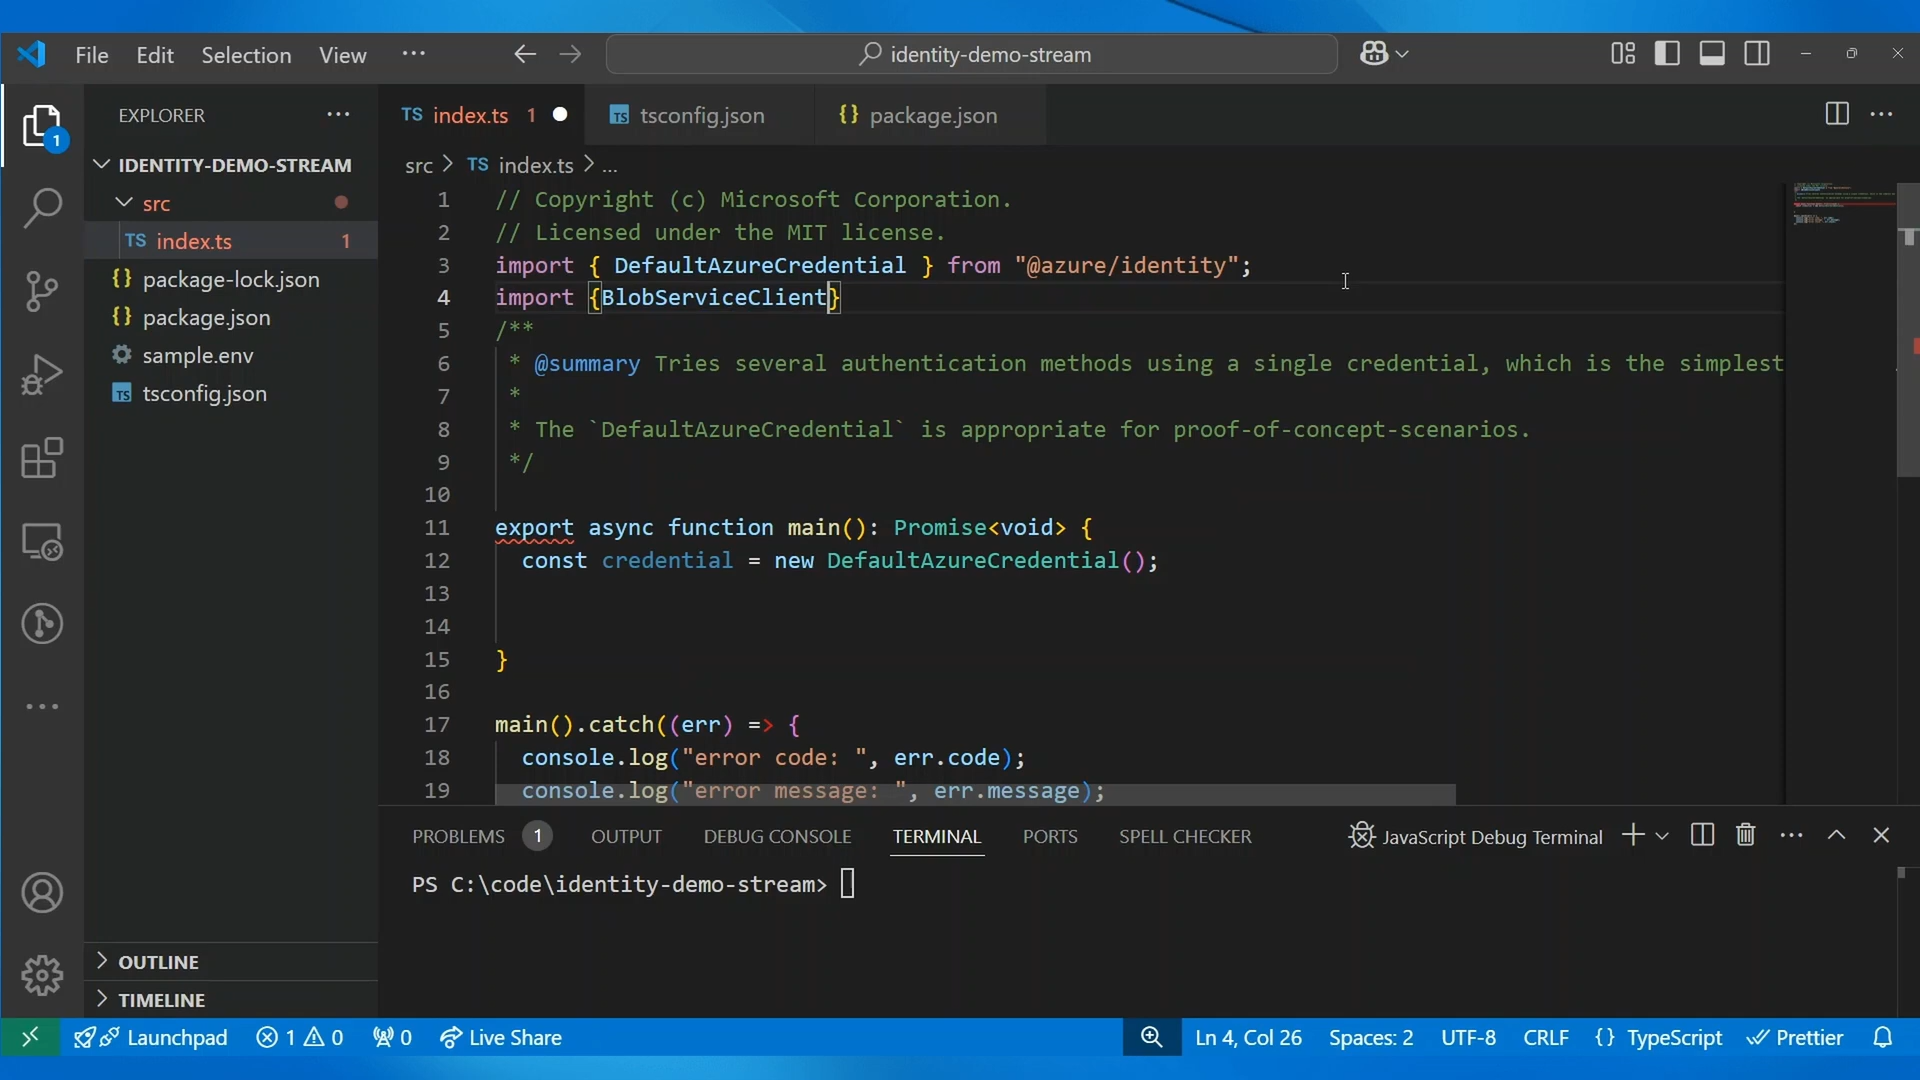 File Edit Selection View ··· identity-demo-stream
EXPLORER ···
TS index.ts 1 TS tsconfig.json {} package.json ···
IDENTITY-DEMO-STREAM
src
TS index.ts 1
{} package-lock.json
{} package.json
sample.env
TS tsconfig.json
1
src > TS index.ts > ...
1 // Copyright (c) Microsoft Corporation.
2 // Licensed under the MIT license.
3 import { DefaultAzureCredential } from "@azure/identity";
4 import {BlobServiceClient}
5 /**
6 * @summary Tries several authentication methods using a single credential, which is the simplest
7 *
8 * The `DefaultAzureCredential` is appropriate for proof-of-concept-scenarios.
9 */
10
11 export async function main(): Promise<void> {
12 const credential = new DefaultAzureCredential();
13
14
15 }
16
17 main().catch((err) => {
18 console.log("error code: ", err.code);
19 console.log("error message: ", err.message);
PROBLEMS 1 OUTPUT DEBUG CONSOLE TERMINAL PORTS SPELL CHECKER JavaScript Debug Terminal ···
PS C:\code\identity-demo-stream>
OUTLINE
TIMELINE
Launchpad 1 0 0 Live Share Ln 4, Col 26 Spaces: 2 UTF-8 CRLF {} TypeScript Prettier